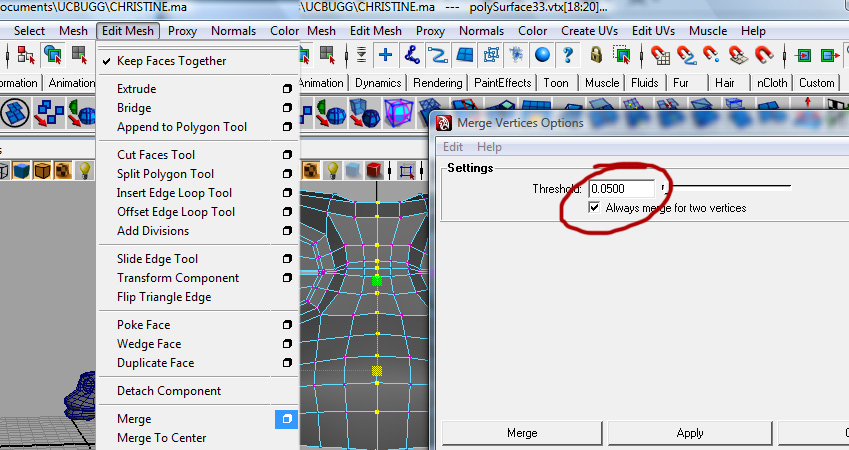 ocuments\UCBUGG\CHRISTINE.ma
\UCBUGG\CHRISTINE.ma --- polySurface33.vtx[18:20]...
Select Mesh Edit Mesh Proxy Normals Color
Mesh Edit Mesh Proxy Normals Color Create UVs Edit UVs Muscle Help
ormation Animation
Animation Dynamics Rendering PaintEffects Toon Muscle Fluids Fur Hair nCloth Custom
Keep Faces Together
Extrude
Bridge
Append to Polygon Tool
Cut Faces Tool
Split Polygon Tool
Insert Edge Loop Tool
Offset Edge Loop Tool
Add Divisions
Slide Edge Tool
Transform Component
Flip Triangle Edge
Poke Face
Wedge Face
Duplicate Face
Detach Component
Merge
Merge To Center
Merge Vertices Options
Edit Help
Settings
Threshold: 0.0500
Always merge for two vertices
Merge Apply